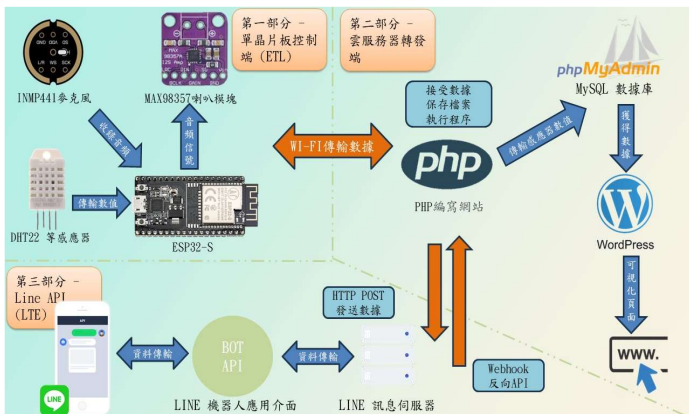 第一部分 -
單晶片板控制
端 (ETL)
第二部分 -
雲服務器轉發
端
GND DDA OS
L/R WS SCK
INMP441麥克風
MAX98357喇叭模塊
收錄音頻
音頻信號
傳輸數值
DHT22 等感應器
ESP32-S
WI-FI傳輸數據
接受數據
保存檔案
執行程序
php
PHP編寫網站
傳輸感應器數值
phpMyAdmin
MySQL 數據庫
獲得數據
WordPress
可視化頁面
www.
第三部分 -
Line API
(LTE)
LINE
資料傳輸
BOT
API
LINE 機器人應用介面
資料傳輸
HTTP POST
發送數據
LINE 訊息伺服器
Webhook
反向API